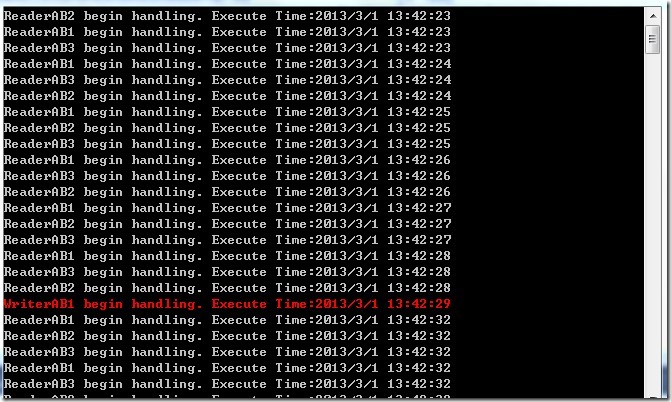 ReaderAB2 begin handling. Execute Time:2013/3/1 13:42:23
ReaderAB1 begin handling. Execute Time:2013/3/1 13:42:23
ReaderAB3 begin handling. Execute Time:2013/3/1 13:42:23
ReaderAB1 begin handling. Execute Time:2013/3/1 13:42:24
ReaderAB3 begin handling. Execute Time:2013/3/1 13:42:24
ReaderAB2 begin handling. Execute Time:2013/3/1 13:42:24
ReaderAB1 begin handling. Execute Time:2013/3/1 13:42:25
ReaderAB2 begin handling. Execute Time:2013/3/1 13:42:25
ReaderAB3 begin handling. Execute Time:2013/3/1 13:42:25
ReaderAB1 begin handling. Execute Time:2013/3/1 13:42:26
ReaderAB3 begin handling. Execute Time:2013/3/1 13:42:26
ReaderAB2 begin handling. Execute Time:2013/3/1 13:42:26
ReaderAB1 begin handling. Execute Time:2013/3/1 13:42:27
ReaderAB2 begin handling. Execute Time:2013/3/1 13:42:27
ReaderAB3 begin handling. Execute Time:2013/3/1 13:42:27
ReaderAB1 begin handling. Execute Time:2013/3/1 13:42:28
ReaderAB3 begin handling. Execute Time:2013/3/1 13:42:28
ReaderAB2 begin handling. Execute Time:2013/3/1 13:42:28
WriterAB1 begin handling. Execute Time:2013/3/1 13:42:29
ReaderAB1 begin handling. Execute Time:2013/3/1 13:42:32
ReaderAB2 begin handling. Execute Time:2013/3/1 13:42:32
ReaderAB3 begin handling. Execute Time:2013/3/1 13:42:32
ReaderAB1 begin handling. Execute Time:2013/3/1 13:42:32
ReaderAB3 begin handling. Execute Time:2013/3/1 13:42:32